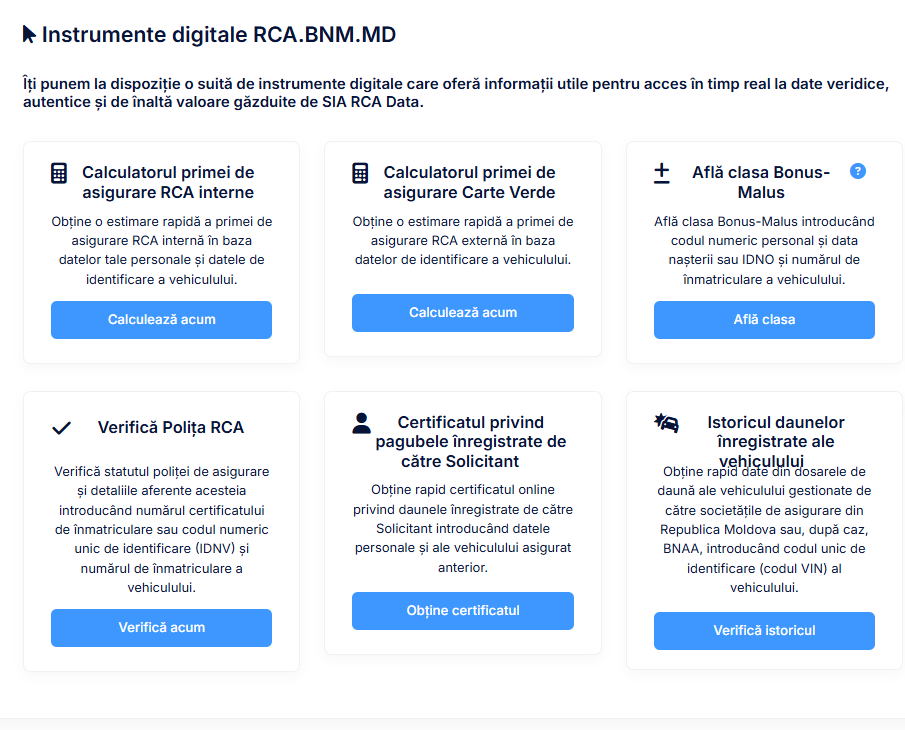 Instrumente digitale RCA.BNM.MD
Îți punem la dispoziție o suită de instrumente digitale care oferă informații utile pentru acces în timp real la date veridice,
autentice și de înaltă valoare găzduite de SIA RCA Data.
Calculatorul primei de
asigurare RCA interne
Obține o estimare rapidă a primei de
asigurare RCA internă în baza
datelor tale personale și datele de
identificare a vehiculului.
Calculează acum
Calculatorul primei de
asigurare Carte Verde
Obține o estimare rapidă a primei de
asigurare RCA externă în baza
datelor de identificare a vehiculului.
Calculează acum
Află clasa Bonus-
Malus
?
Află clasa Bonus-Malus introducând
codul numeric personal și data
nașterii sau IDNO și numărul de
înmatriculare a vehiculului.
Află clasa
Verifică Polița RCA
Verifică statutul poliței de asigurare
și detaliile aferente acesteia
introducând numărul certificatului
de înmatriculare sau codul numeric
unic de identificare (IDNV) și
numărul de înmatriculare a
vehiculului.
Verifică acum
Certificatul privind
pagubele înregistrate de
către Solicitant
Obține rapid certificatul online
privind daunele înregistrate de către
Solicitant introducând datele
personale și ale vehiculului asigurat
anterior.
Obține certificatul
Istoricul daunelor
înregistrate ale
vehiculului
Obține rapid date din dosarele de
daună ale vehiculului gestionate de
către societățile de asigurare din
Republica Moldova sau, după caz,
BNAA, introducând codul unic de
identificare (codul VIN) al
vehiculului.
Verifică istoricul